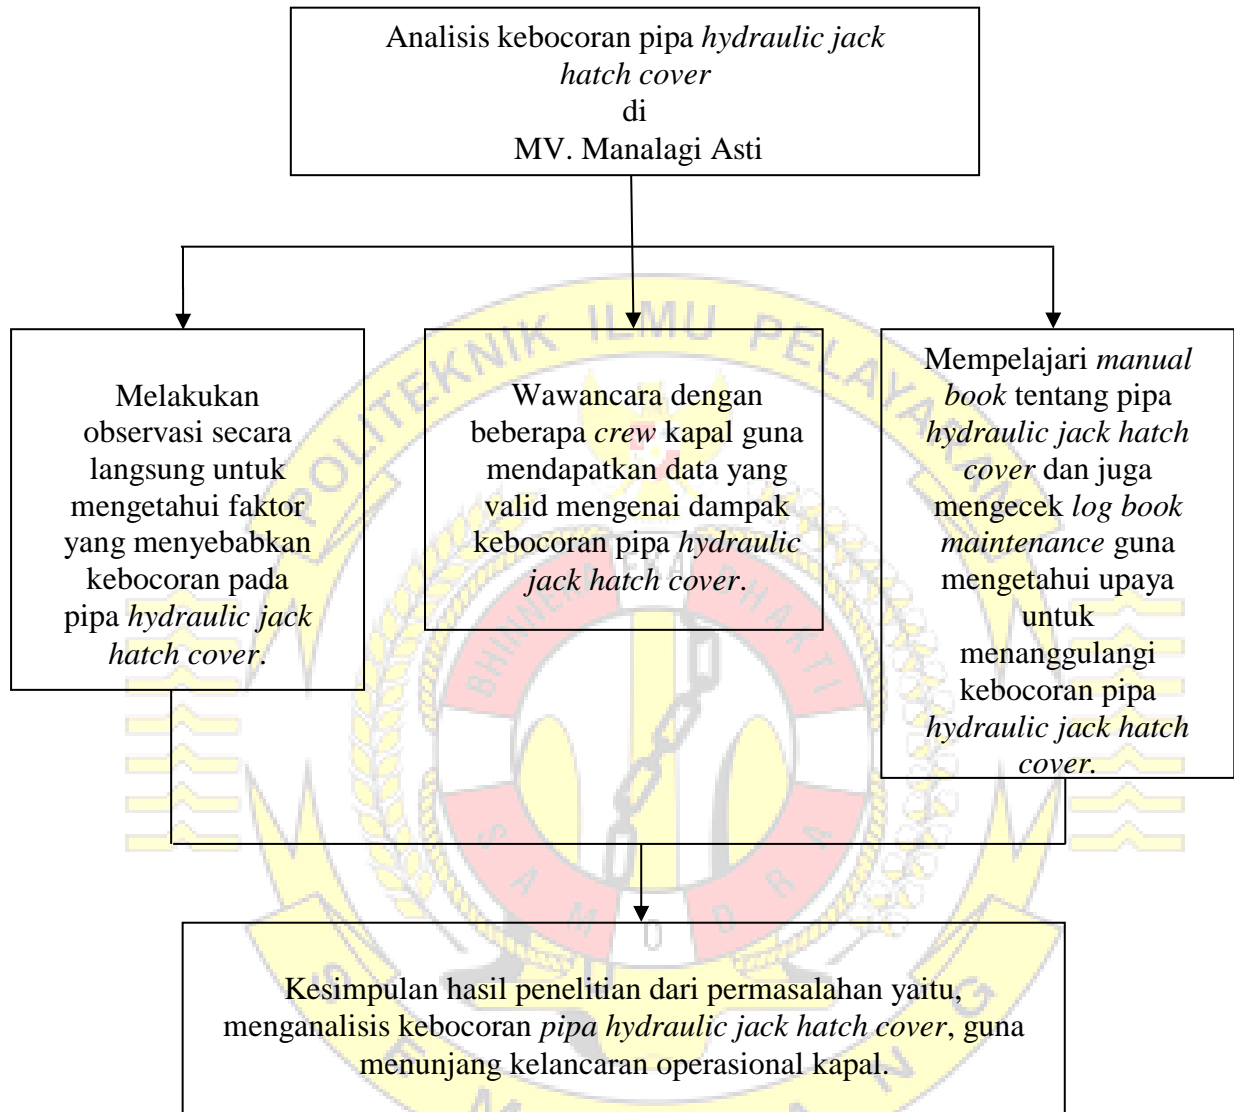 Analisis kebocoran pipa hydraulic jack
hatch cover
di
MV. Manalagi Asti
Melakukan
observasi secara
langsung untuk
mengetahui faktor
yang menyebabkan
kebocoran pada
pipa hydraulic jack
hatch cover.
Wawancara dengan
beberapa crew kapal guna
mendapatkan data yang
valid mengenai dampak
kebocoran pipa hydraulic
jack hatch cover.
Mempelajari manual
book tentang pipa
hydraulic jack hatch
cover dan juga
mengecek log book
maintenance guna
mengetahui upaya
untuk
menanggulangi
kebocoran pipa
hydraulic jack hatch
cover.
Kesimpulan hasil penelitian dari permasalahan yaitu,
menganalisis kebocoran pipa hydraulic jack hatch cover, guna
menunjang kelancaran operasional kapal.
POLITEKNIK ILMU PELAYARAN
BHAKTI